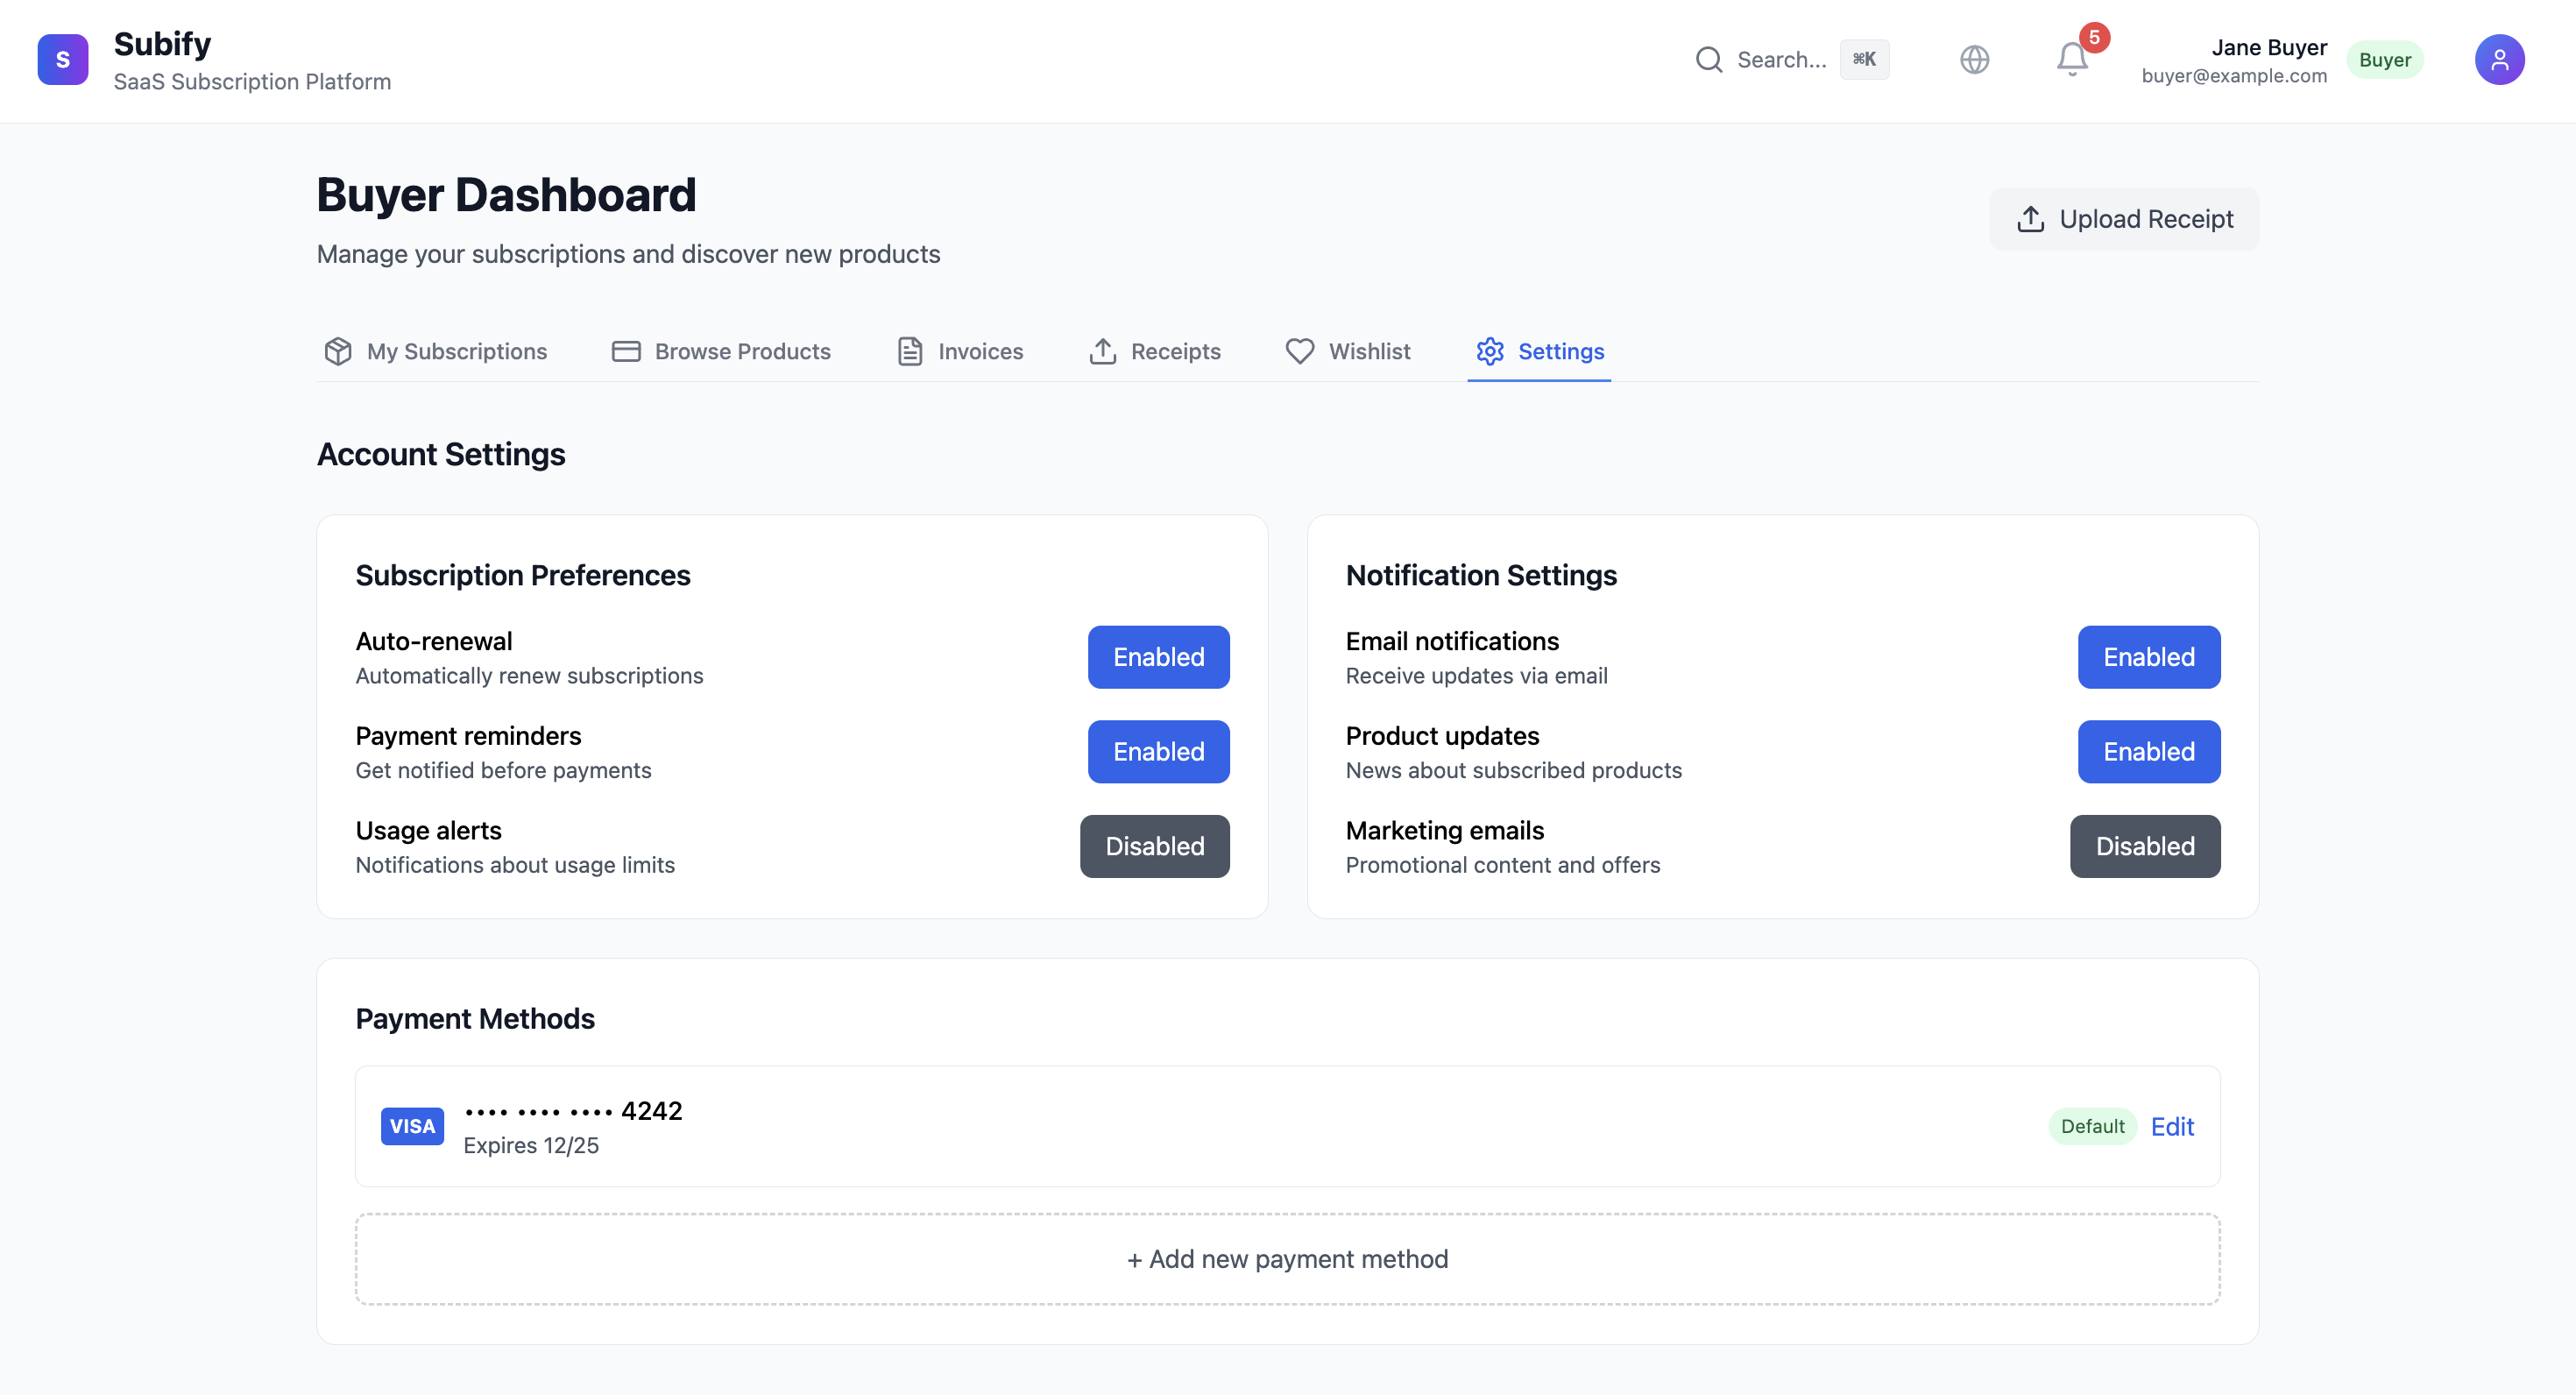 S
Subify
SaaS Subscription Platform
Search...
⌘K
5
Jane Buyer
buyer@example.com
Buyer
Buyer Dashboard
Manage your subscriptions and discover new products
Upload Receipt
My Subscriptions
Browse Products
Invoices
Receipts
Wishlist
Settings
Account Settings
Subscription Preferences
Auto-renewal
Automatically renew subscriptions
Enabled
Payment reminders
Get notified before payments
Enabled
Usage alerts
Notifications about usage limits
Disabled
Notification Settings
Email notifications
Receive updates via email
Enabled
Product updates
News about subscribed products
Enabled
Marketing emails
Promotional content and offers
Disabled
Payment Methods
VISA
•••• •••• •••• 4242
Expires 12/25
Default
Edit
+ Add new payment method